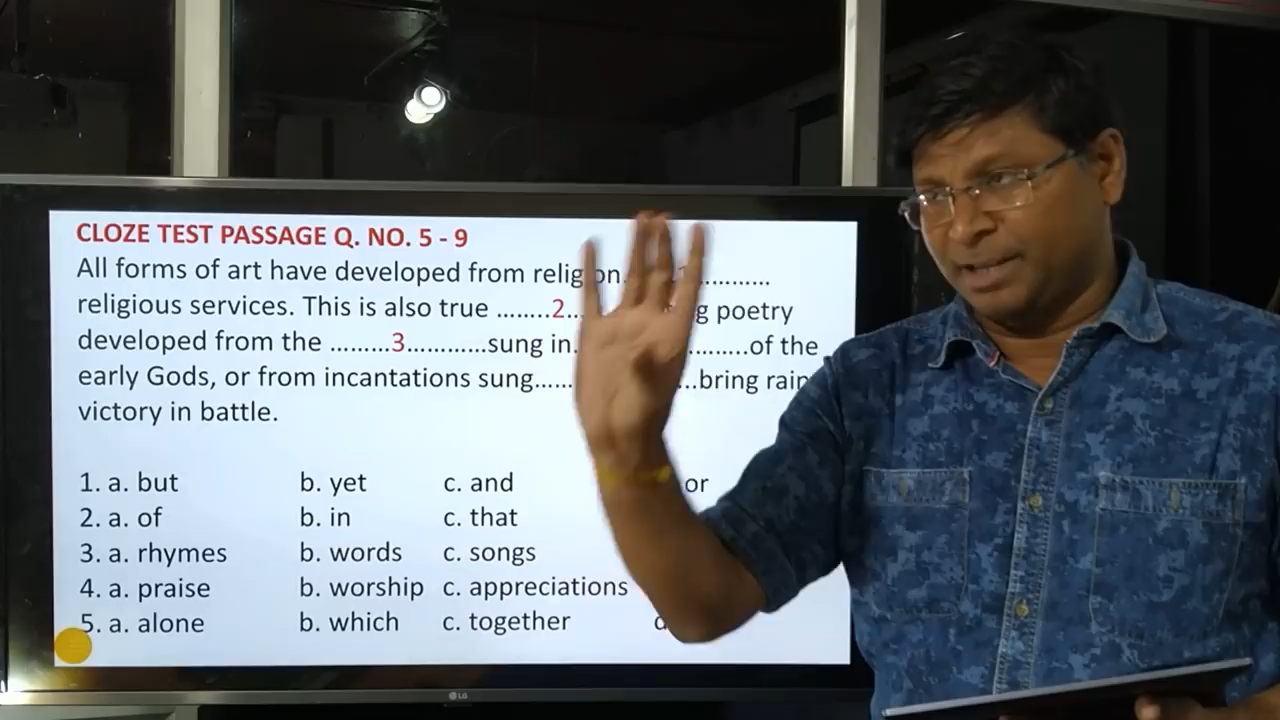 CLOZE TEST PASSAGE Q. NO. 5 - 9
All forms of art have developed from ..............
religious services. This is also true ........2... poetry
developed from the .........3............sung in. .........of the
early Gods, or from incantations sung...... ...bring rain
victory in battle.
1. a. but b. yet c. and or
2. a. of b. in c. that
3. a. rhymes b. words c. songs
4. a. praise b. worship c. appreciations
5. a. alone b. which c. together
LG